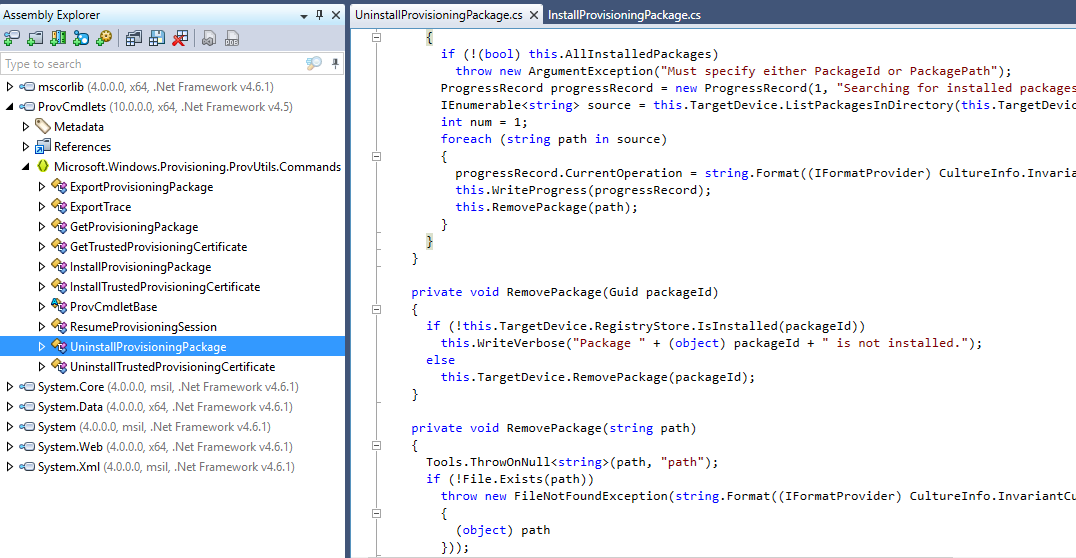 Assembly Explorer
Type to search
mscorlib (4.0.0.0, x64, .Net Framework v4.6.1)
ProvCmdlets (10.0.0.0, x64, .Net Framework v4.5)
Metadata
References
Microsoft.Windows.Provisioning.ProvUtils.Commands
ExportProvisioningPackage
ExportTrace
GetProvisioningPackage
GetTrustedProvisioningCertificate
InstallProvisioningPackage
InstallTrustedProvisioningCertificate
ProvCmdletBase
ResumeProvisioningSession
UninstallProvisioningPackage
UninstallTrustedProvisioningCertificate
System.Core (4.0.0.0, msil, .Net Framework v4.6.1)
System.Data (4.0.0.0, x64, .Net Framework v4.6.1)
System (4.0.0.0, msil, .Net Framework v4.6.1)
System.Web (4.0.0.0, x64, .Net Framework v4.6.1)
System.Xml (4.0.0.0, msil, .Net Framework v4.6.1)
UninstallProvisioningPackage.cs InstallProvisioningPackage.cs
{
if (!(bool) this.AllInstalledPackages)
throw new ArgumentException("Must specify either PackageId or PackagePath");
ProgressRecord progressRecord = new ProgressRecord(1, "Searching for installed packages
IEnumerable<string> source = this.TargetDevice.ListPackagesInDirectory(this.TargetDevic
int num = 1;
foreach (string path in source)
{
progressRecord.CurrentOperation = string.Format((IFormatProvider) CultureInfo.Invaria
this.WriteProgress(progressRecord);
this.RemovePackage(path);
}
}
}
private void RemovePackage(Guid packageId)
{
if (!this.TargetDevice.RegistryStore.IsInstalled(packageId))
this.WriteVerbose("Package " + (object) packageId + " is not installed.");
else
this.TargetDevice.RemovePackage(packageId);
}
private void RemovePackage(string path)
{
Tools.ThrowOnNull<string>(path, "path");
if (!File.Exists(path))
throw new FileNotFoundException(string.Format((IFormatProvider) CultureInfo.InvariantCu
{
(object) path
}));